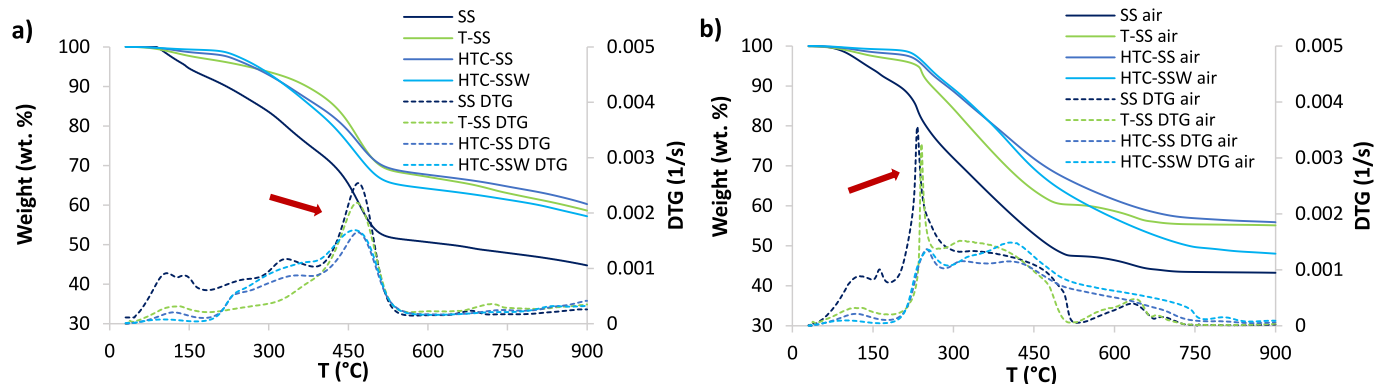 a)
SS
T-SS
HTC-SS
HTC-SSW
SS DTG
T-SS DTG
HTC-SS DTG
HTC-SSW DTG
100
90
80
70
60
50
40
30
Weight (wt. %)
0.005
0.004
0.003
0.002
0.001
0
DTG (1/s)
0 150 300 450 600 750 900
T (°C)
b)
SS air
T-SS air
HTC-SS air
HTC-SSW air
SS DTG air
T-SS DTG air
HTC-SS DTG air
HTC-SSW DTG air
100
90
80
70
60
50
40
30
Weight (wt. %)
0.005
0.004
0.003
0.002
0.001
0
DTG (1/s)
0 150 300 450 600 750 900
T (°C)